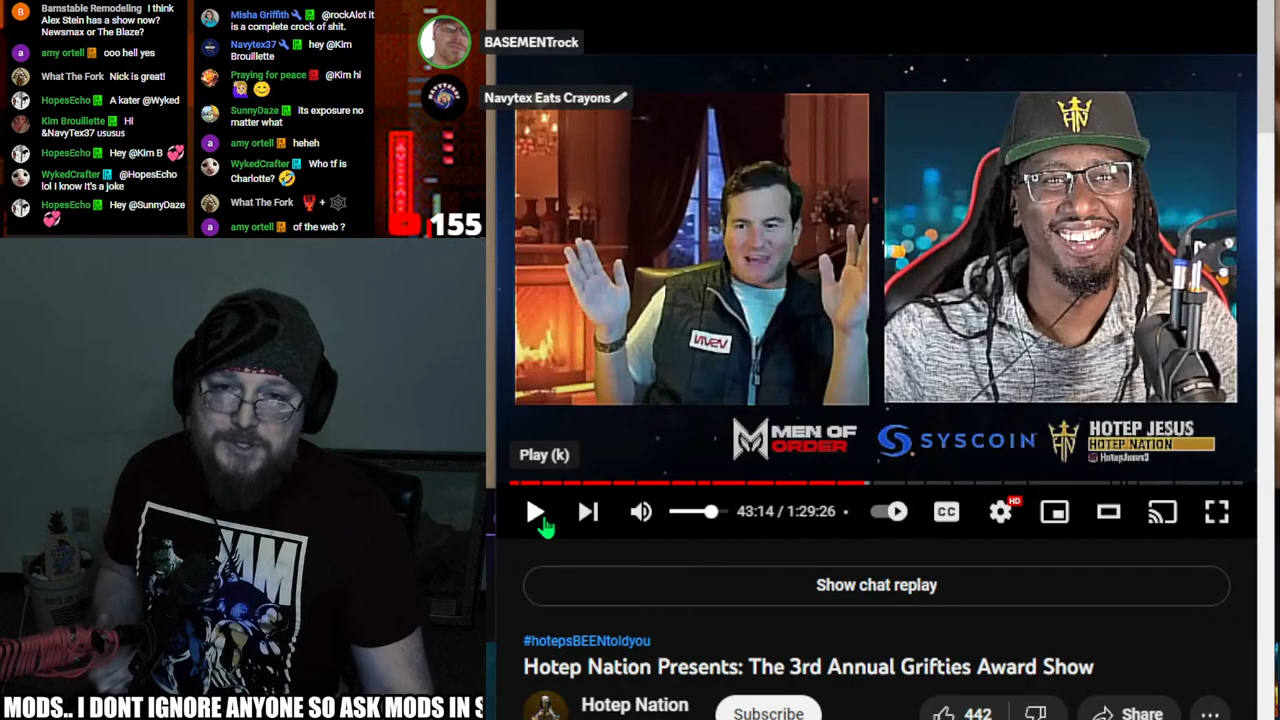 Barnstable Remodeling I think
Alex Stein has a show now?
Newsmax or The Blaze?
amy ortell ooo hell yes
What The Fork Nick is great!
HopesEcho A kater @Wyked
Kim Brouillette Hi
&NavyTex37 ususus
HopesEcho Hey @Kim B
WykedCrafter @HopesEcho
lol I know it's a joke
HopesEcho Hey @SunnyDaze
Misha Griffith @rockAlot it
is a complete crock of shit.
Navytex37 hey @Kim
Brouillette
Praying for peace @Kim hi
SunnyDaze its exposure no
matter what
amy ortell heheh
WykedCrafter Who tf is
Charlotte?
What The Fork +
amy ortell of the web ?
155
BASEMENTrock
Navytex Eats Crayons
HN
MEN OF
ORDER
SYSCOIN
HOTEP JESUS
HOTEP NATION
HotepJesus3
Play (k)
43:14 / 1:29:26
CC
HD
Show chat replay
#hotepsBEENtoldyou
Hotep Nation Presents: The 3rd Annual Grifties Award Show
Hotep Nation
Subscribe
442
Share
MODS.. I DONT IGNORE ANYONE SO ASK MODS IN S